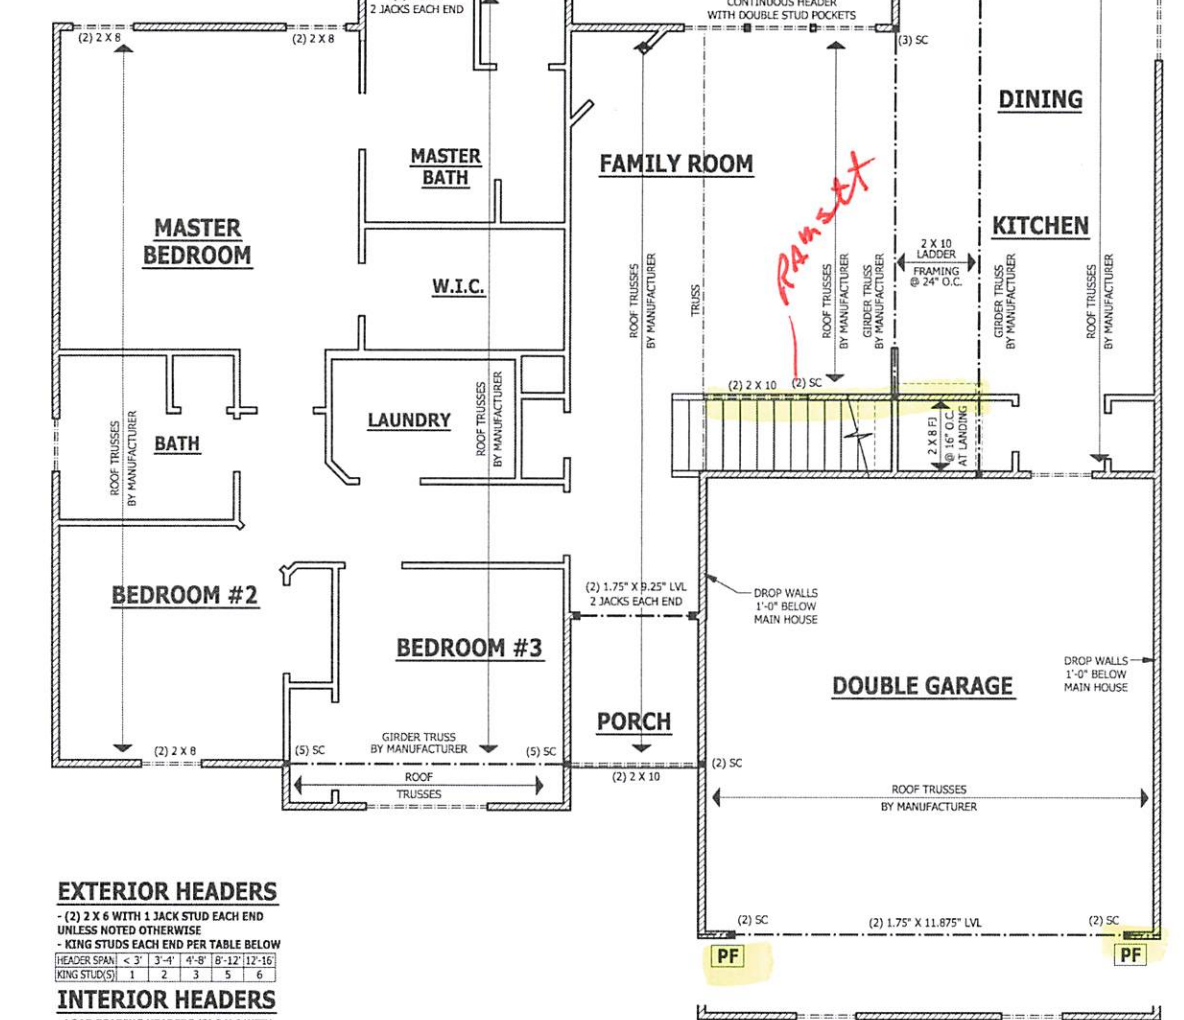 2 JACKS EACH END
CONTINUOUS HEADER
WITH DOUBLE STUD POCKETS
(2) 2 X 8
(2) 2 X 8
(3) SC
DINING
MASTER
BATH
FAMILY ROOM
MASTER
BEDROOM
KITCHEN
2 X 10
LADDER
FRAMING
@ 24" O.C.
W.I.C.
ROOF TRUSSES
BY MANUFACTURER
TRUSS
ROOF TRUSSES
BY MANUFACTURER
GIRDER TRUSS
BY MANUFACTURER
GIRDER TRUSS
BY MANUFACTURER
ROOF TRUSSES
BY MANUFACTURER
(2) 2 X 10
(2) SC
LAUNDRY
ROOF TRUSSES
BY MANUFACTURER
BATH
ROOF TRUSSES
BY MANUFACTURER
2 X 8 FJ
@ 16" O.C.
AT LANDING
BEDROOM #2
(2) 1.75" X 9.25" LVL
2 JACKS EACH END
DROP WALLS
1'-0" BELOW
MAIN HOUSE
BEDROOM #3
DROP WALLS
1'-0" BELOW
MAIN HOUSE
DOUBLE GARAGE
PORCH
(2) 2 X 8
(5) SC
GIRDER TRUSS
BY MANUFACTURER
(5) SC
(2) SC
ROOF
TRUSSES
(2) 2 X 10
ROOF TRUSSES
BY MANUFACTURER
EXTERIOR HEADERS
- (2) 2 X 6 WITH 1 JACK STUD EACH END
UNLESS NOTED OTHERWISE
- KING STUDS EACH END PER TABLE BELOW
HEADER SPAN < 3' 3'-4' 4'-8' 8'-12' 12'-16'
KING STUD(S) 1 2 3 5 6
(2) SC
(2) 1.75" X 11.875" LVL
(2) SC
PF
PF
INTERIOR HEADERS